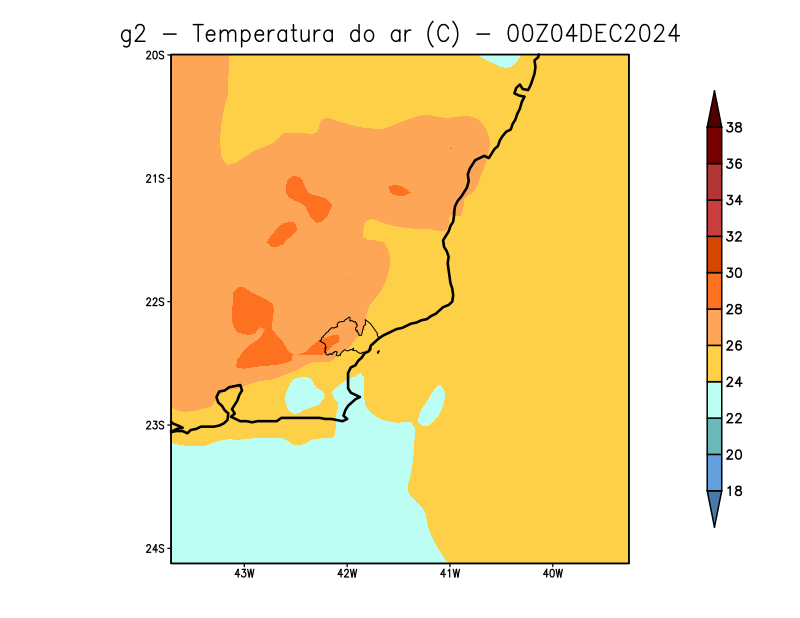 g2 – Temperatura do ar (C) – 00Z04DEC2024
20S
21S
22S
23S
24S
43W
42W
41W
40W
38
36
34
32
30
28
26
24
22
20
18